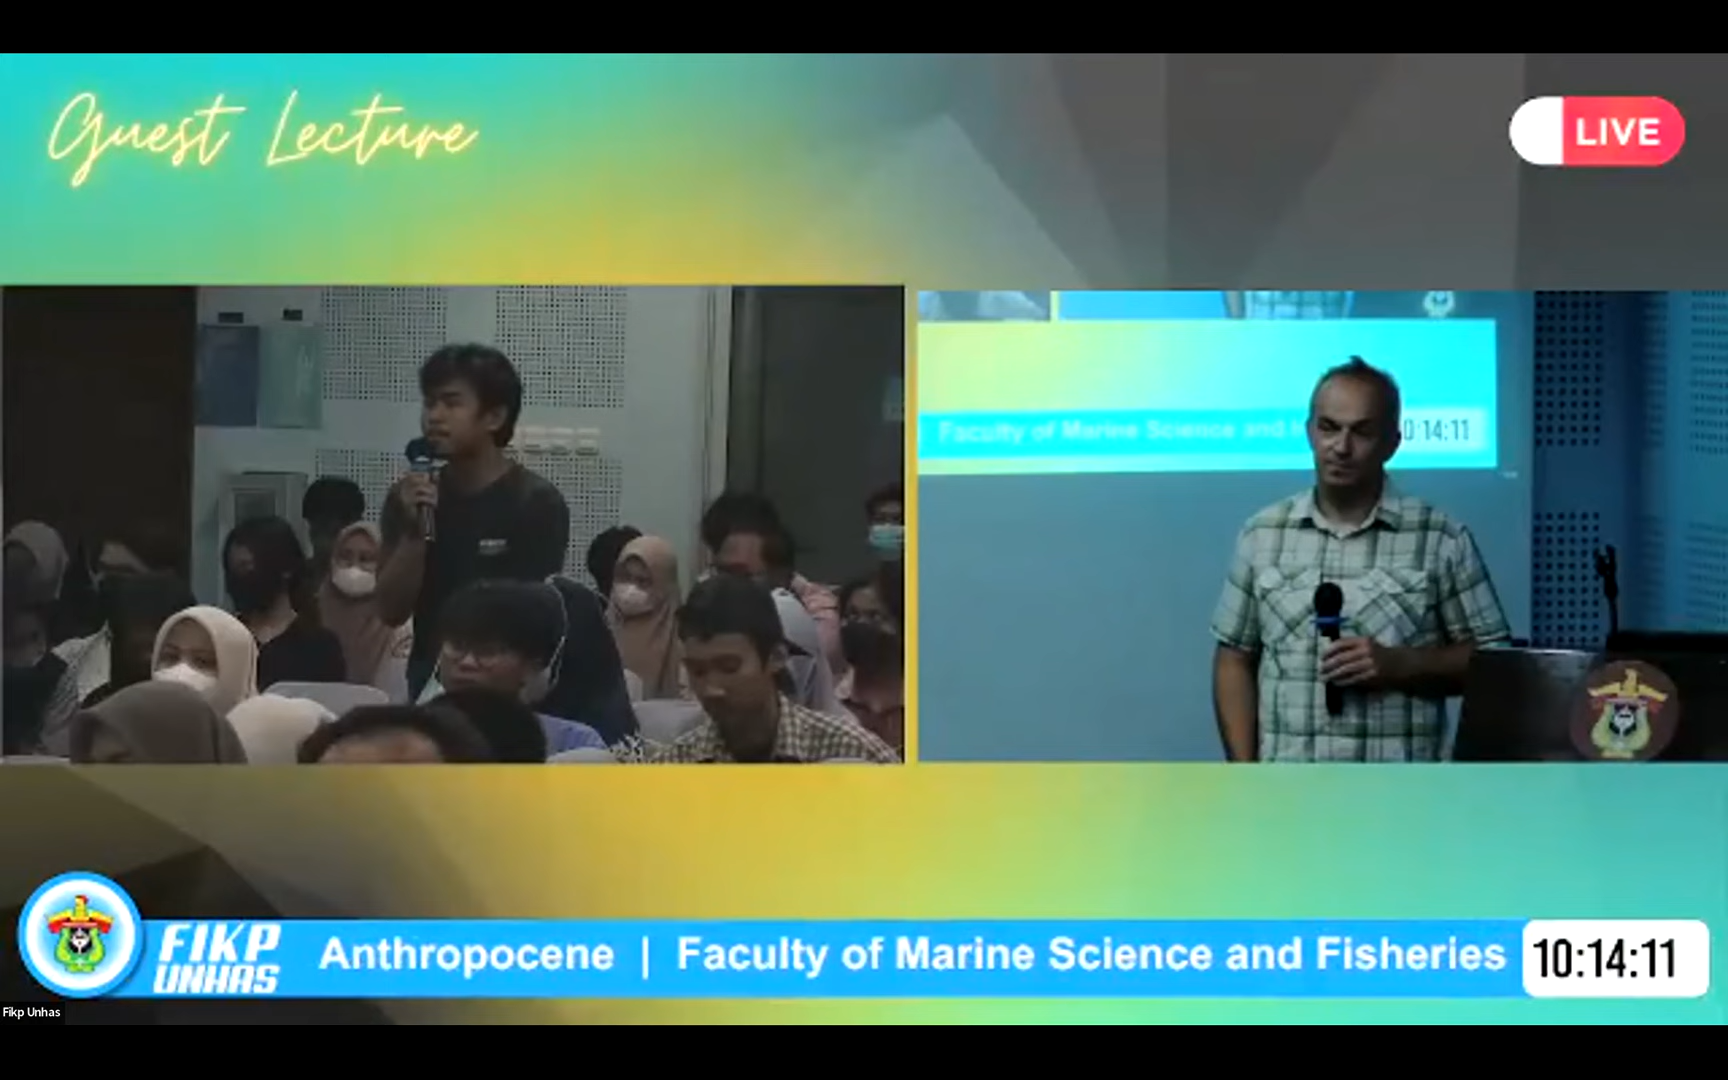 Guest Lecture
LIVE
Faculty of Marine Science and
0:14:11
FIKP
UNHAS
Anthropocene | Faculty of Marine Science and Fisheries
10:14:11
Fikp Unhas